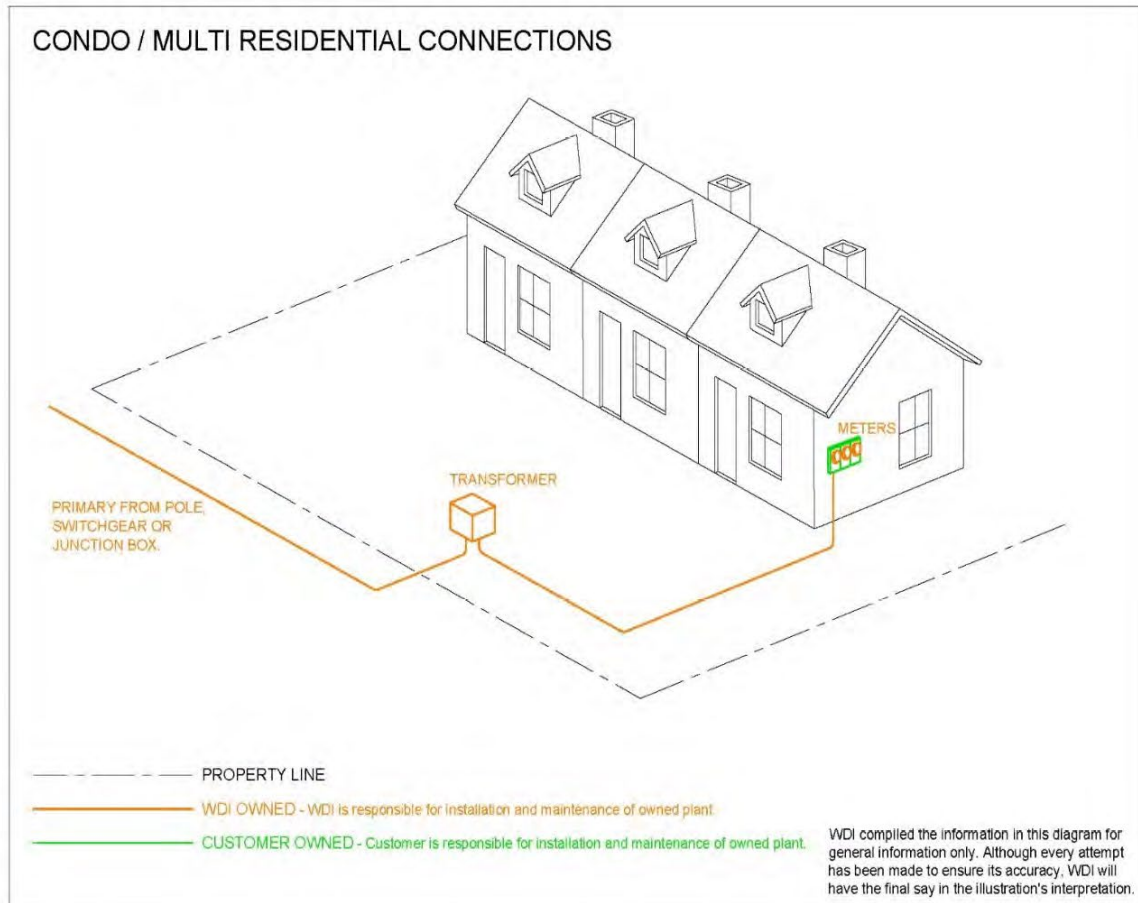 CONDO / MULTI RESIDENTIAL CONNECTIONS
METERS
TRANSFORMER
PRIMARY FROM POLE,
SWITCHGEAR OR
JUNCTION BOX.
PROPERTY LINE
WDI OWNED - WDI is responsible for installation and maintenance of owned plant.
CUSTOMER OWNED - Customer is responsible for installation and maintenance of owned plant.
WDI compiled the information in this diagram for
general information only. Although every attempt
has been made to ensure its accuracy, WDI will
have the final say in the illustration's interpretation.